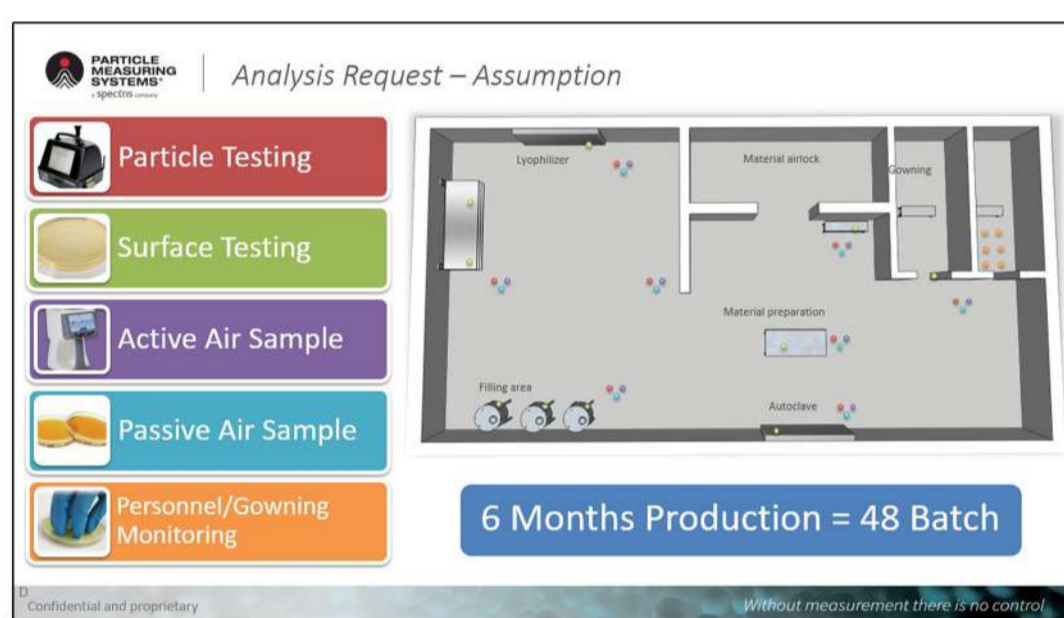 PARTICLE
MEASURING
SYSTEMS®
a spectris company
Analysis Request – Assumption
Particle Testing
Surface Testing
Active Air Sample
Passive Air Sample
Personnel/Gowning
Monitoring
Lyophilizer
Material airlock
Gowning
Material preparation
Filling area
Autoclave
6 Months Production = 48 Batch
D
Confidential and proprietary
Without measurement there is no control